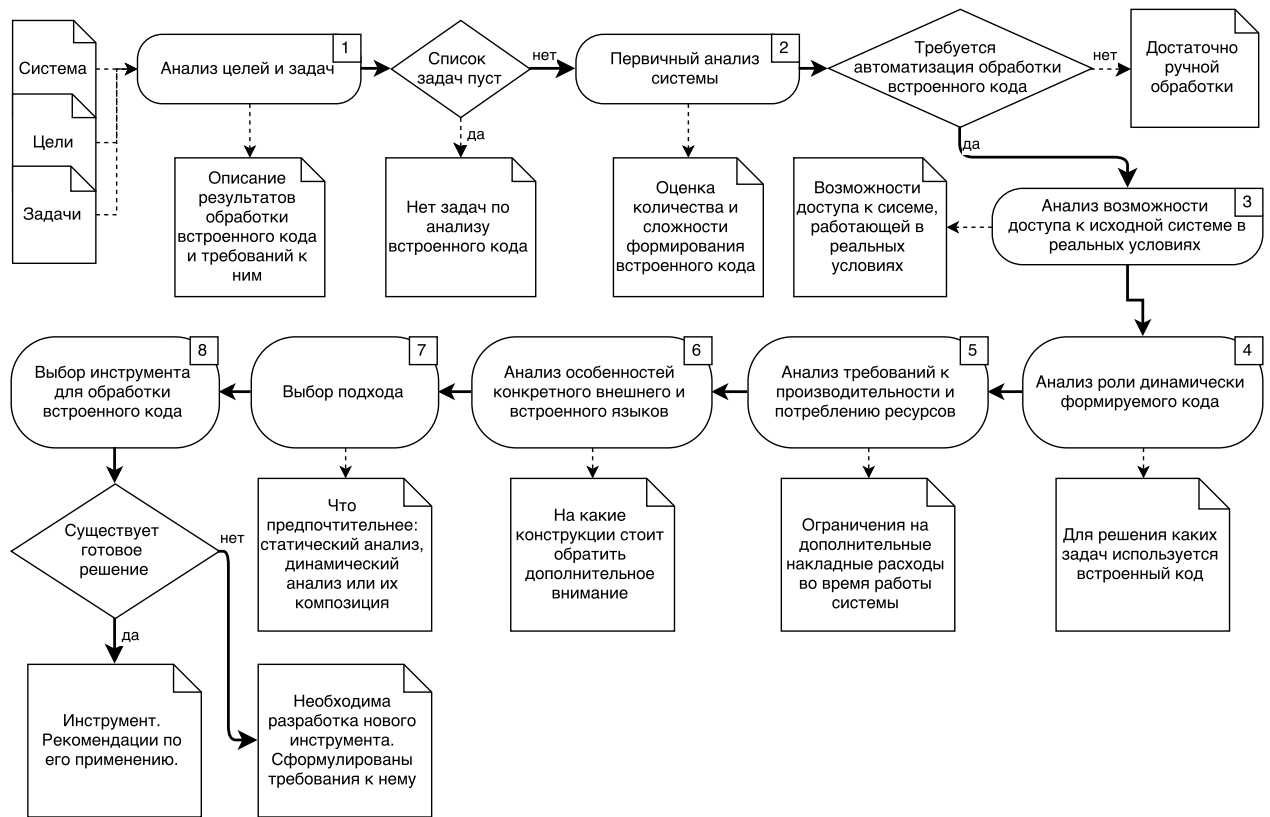 Система
Цели
Задачи
1
Анализ целей и задач
Описание
результатов
обработки
встроенного кода
и требований к
ним
Список
задач пуст
нет
да
Нет задач по
анализу
встроенного кода
2
Первичный анализ
системы
Оценка
количества и
сложности
формирования
встроенного кода
Требуется
автоматизация обработки
встроенного кода
нет
Достаточно
ручной
обработки
да
3
Анализ возможности
доступа к исходной системе в
реальных условиях
Возможности
доступа к сисеме,
работающей в
реальных
условиях
4
Анализ роли динамически
формируемого кода
Для решения каких
задач используется
встроенный код
5
Анализ требований к
производительности и
потреблению ресурсов
Ограничения на
дополнительные
накладные расходы
во время работы
системы
6
Анализ особенностей
конкретного внешнего и
встроенного языков
На какие
конструкции стоит
обратить
дополнительное
внимание
7
Выбор подхода
Что
предпочтительнее:
статический анализ,
динамический
анализ или их
композиция
8
Выбор инструмента
для обработки
встроенного кода
Существует
готовое
решение
нет
да
Инструмент.
Рекомендации по
его применению.
Необходима
разработка нового
инструмента.
Сформулированы
требования к нему